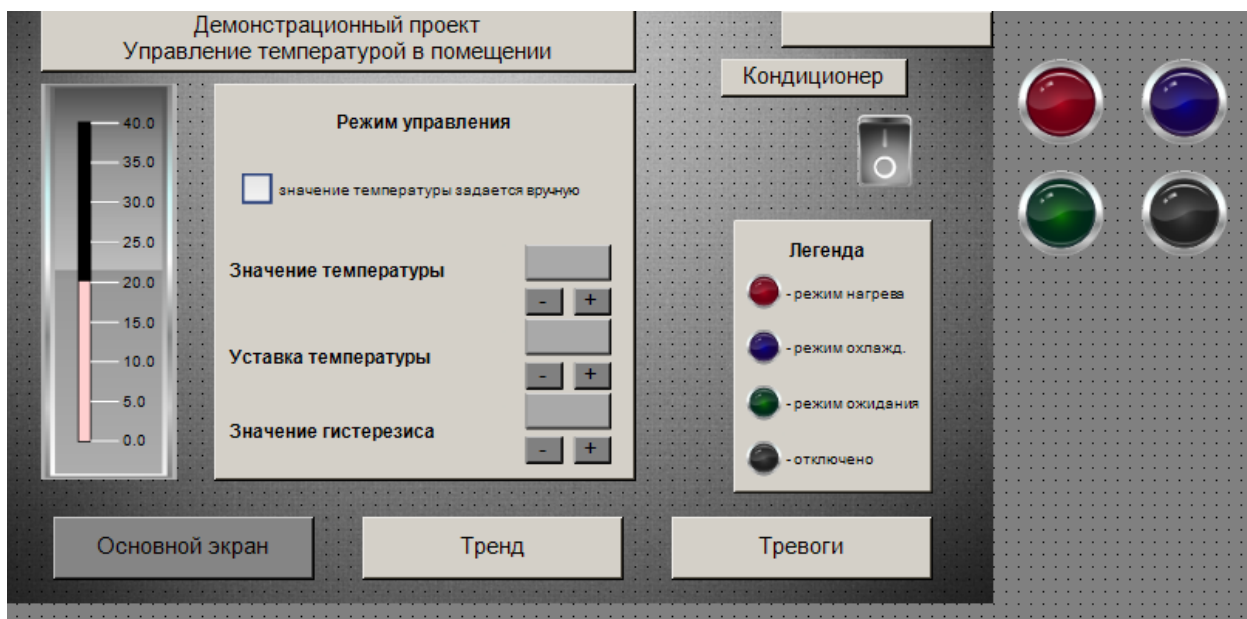 Демонстрационный проект
Управление температурой в помещении
Кондиционер
40.0
35.0
30.0
25.0
20.0
15.0
10.0
5.0
0.0
Режим управления
значение температуры задается вручную
Значение температуры
- +
Уставка температуры
- +
Значение гистерезиса
- +
Легенда
- режим нагрева
- режим охлажд.
- режим ожидания
- отключено
Основной экран
Тренд
Тревоги